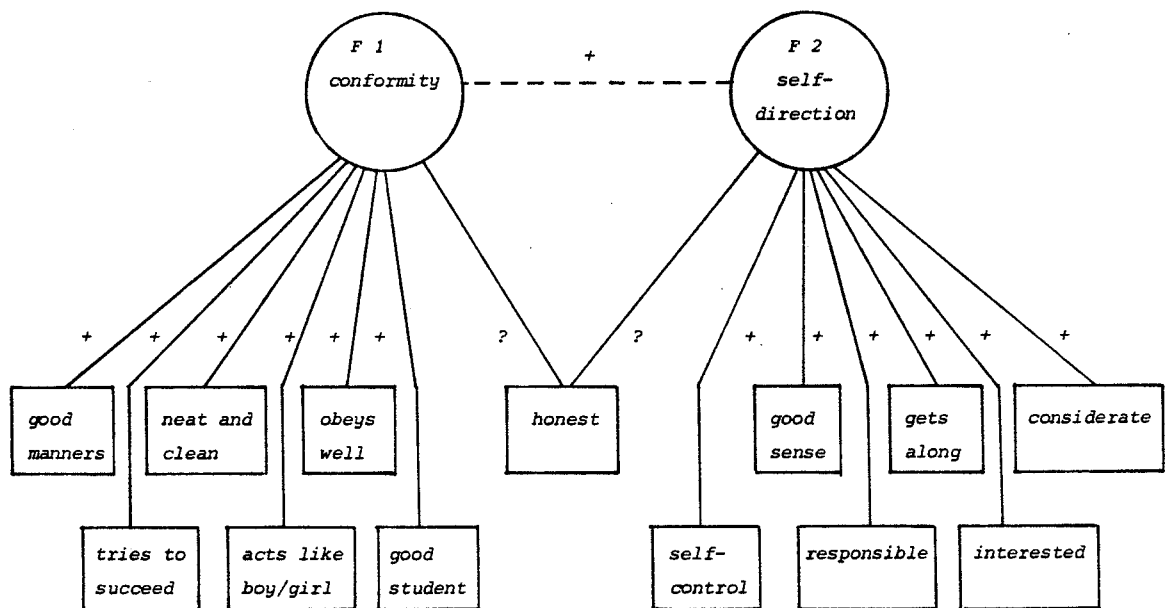 F 1
conformity
+
F 2
self-
direction
+ + + + + + ? ? + + + + + +
good
manners
neat and
clean
obeys
well
honest
good
sense
gets
along
considerate
tries to
succeed
acts like
boy/girl
good
student
self-
control
responsible
interested